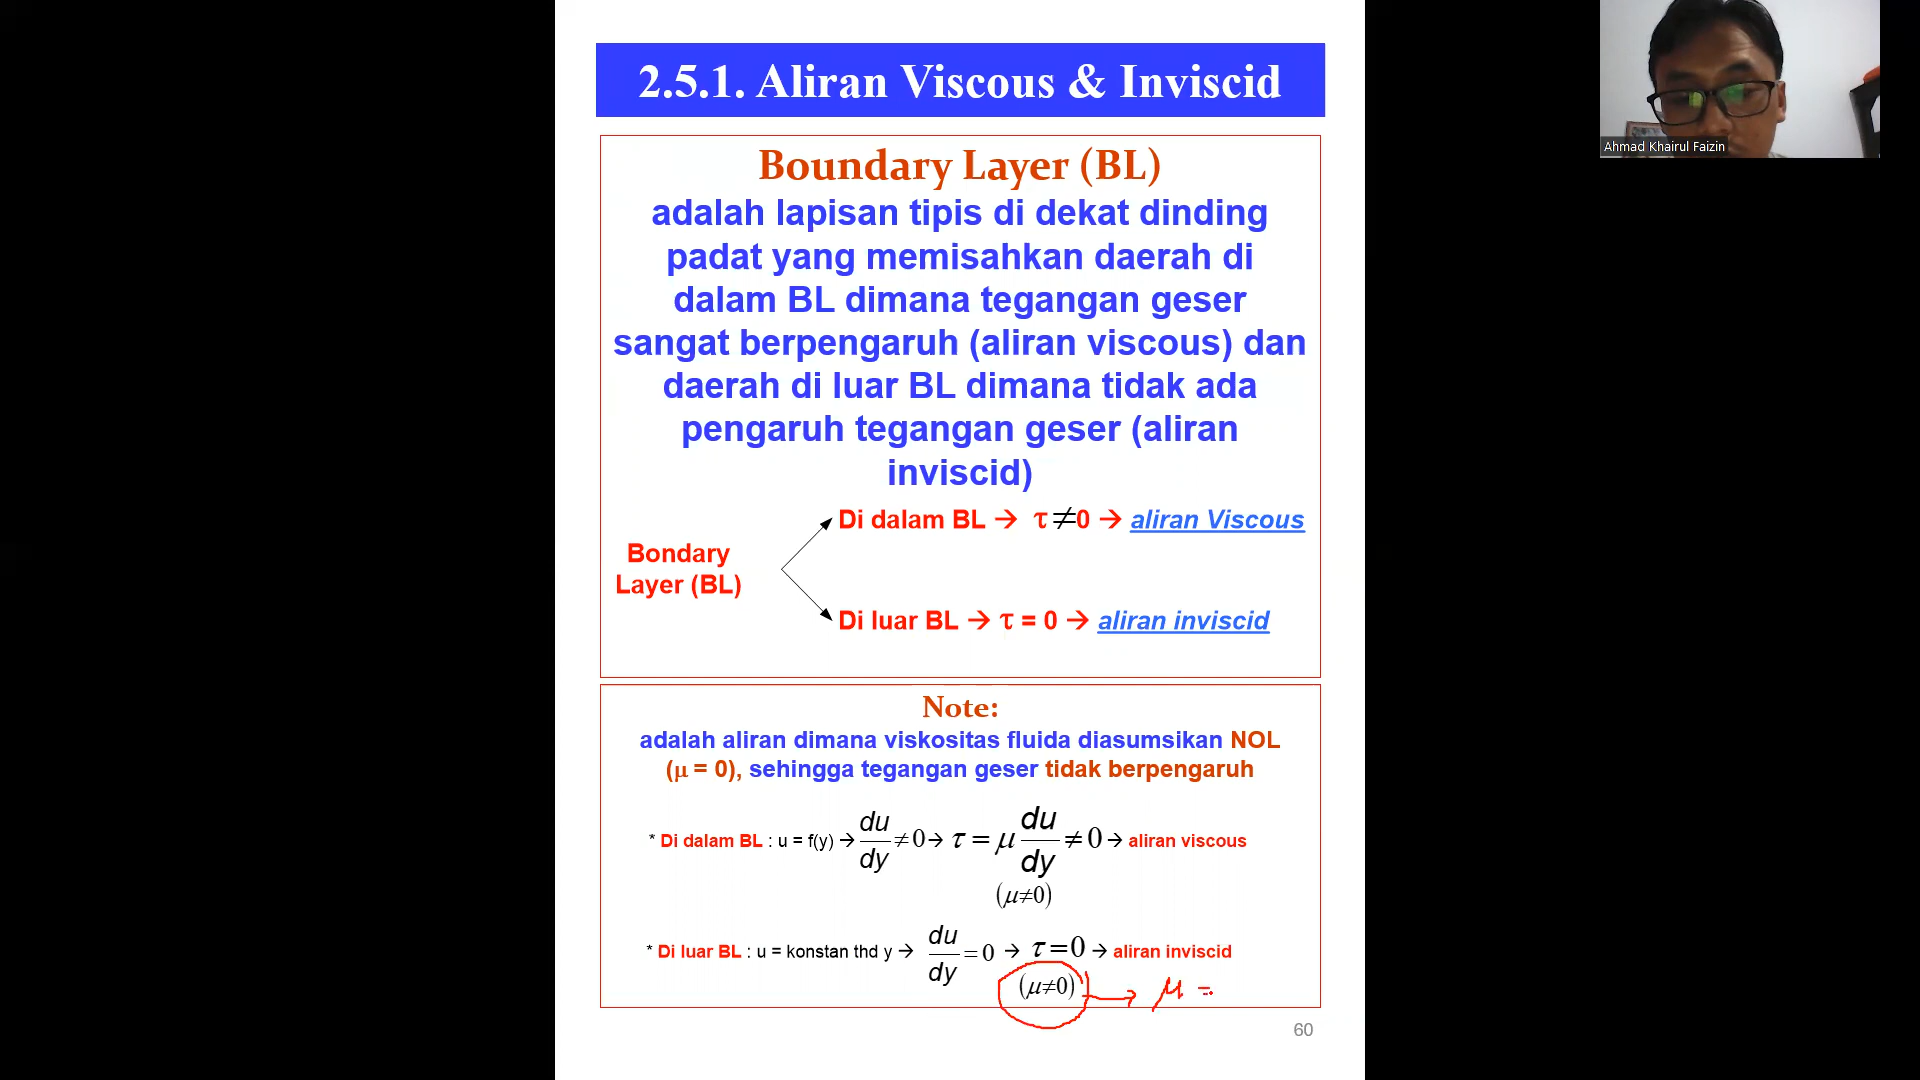 2.5.1. Aliran Viscous & Inviscid
Boundary Layer (BL)
adalah lapisan tipis di dekat dinding
padat yang memisahkan daerah di
dalam BL dimana tegangan geser
sangat berpengaruh (aliran viscous) dan
daerah di luar BL dimana tidak ada
pengaruh tegangan geser (aliran
inviscid)
Bondary
Layer (BL)
Di dalam BL → τ ≠ 0 → aliran Viscous
Di luar BL → τ = 0 → aliran inviscid
Note:
adalah aliran dimana viskositas fluida diasumsikan NOL
(μ = 0), sehingga tegangan geser tidak berpengaruh
* Di dalam BL : u = f(y) → du/dy ≠ 0 → τ = μ du/dy ≠ 0 → aliran viscous
(μ≠0)
* Di luar BL : u = konstan thd y → du/dy = 0 → τ = 0 → aliran inviscid
(μ≠0) → μ =
60
Ahmad Khairul Faizin